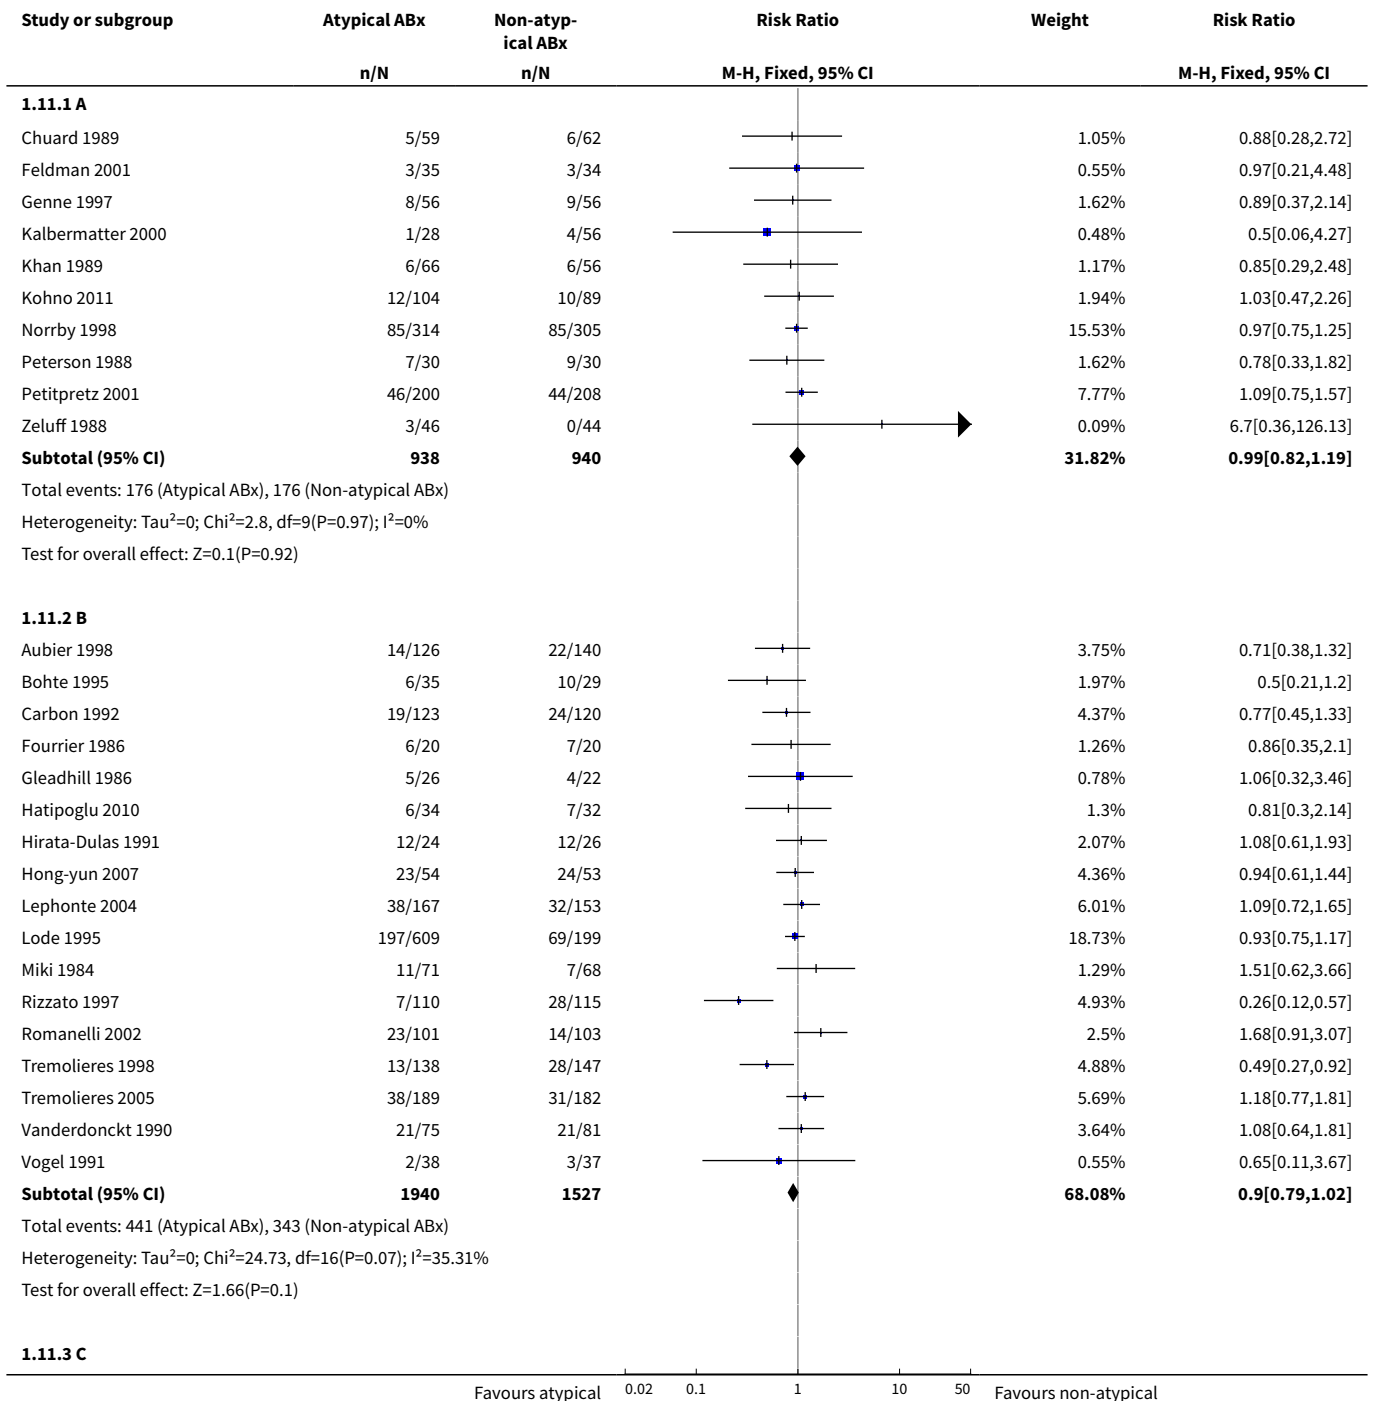 Study or subgroup Atypical ABx Non-atyp- Risk Ratio Weight Risk Ratio
ical ABx
n/N n/N M-H, Fixed, 95% CI M-H, Fixed, 95% CI
1.11.1 A
Chuard 1989 5/59 6/62 1.05% 0.88[0.28,2.72]
Feldman 2001 3/35 3/34 0.55% 0.97[0.21,4.48]
Genne 1997 8/56 9/56 1.62% 0.89[0.37,2.14]
Kalbermatter 2000 1/28 4/56 0.48% 0.5[0.06,4.27]
Khan 1989 6/66 6/56 1.17% 0.85[0.29,2.48]
Kohno 2011 12/104 10/89 1.94% 1.03[0.47,2.26]
Norrby 1998 85/314 85/305 15.53% 0.97[0.75,1.25]
Peterson 1988 7/30 9/30 1.62% 0.78[0.33,1.82]
Petitpretz 2001 46/200 44/208 7.77% 1.09[0.75,1.57]
Zeluff 1988 3/46 0/44 0.09% 6.7[0.36,126.13]
Subtotal (95% CI) 938 940 31.82% 0.99[0.82,1.19]
Total events: 176 (Atypical ABx), 176 (Non-atypical ABx)
Heterogeneity: Tau²=0; Chi²=2.8, df=9(P=0.97); I²=0%
Test for overall effect: Z=0.1(P=0.92)
1.11.2 B
Aubier 1998 14/126 22/140 3.75% 0.71[0.38,1.32]
Bohte 1995 6/35 10/29 1.97% 0.5[0.21,1.2]
Carbon 1992 19/123 24/120 4.37% 0.77[0.45,1.33]
Fourrier 1986 6/20 7/20 1.26% 0.86[0.35,2.1]
Gleadhill 1986 5/26 4/22 0.78% 1.06[0.32,3.46]
Hatipoglu 2010 6/34 7/32 1.3% 0.81[0.3,2.14]
Hirata-Dulas 1991 12/24 12/26 2.07% 1.08[0.61,1.93]
Hong-yun 2007 23/54 24/53 4.36% 0.94[0.61,1.44]
Lephonte 2004 38/167 32/153 6.01% 1.09[0.72,1.65]
Lode 1995 197/609 69/199 18.73% 0.93[0.75,1.17]
Miki 1984 11/71 7/68 1.29% 1.51[0.62,3.66]
Rizzato 1997 7/110 28/115 4.93% 0.26[0.12,0.57]
Romanelli 2002 23/101 14/103 2.5% 1.68[0.91,3.07]
Tremolieres 1998 13/138 28/147 4.88% 0.49[0.27,0.92]
Tremolieres 2005 38/189 31/182 5.69% 1.18[0.77,1.81]
Vanderdonckt 1990 21/75 21/81 3.64% 1.08[0.64,1.81]
Vogel 1991 2/38 3/37 0.55% 0.65[0.11,3.67]
Subtotal (95% CI) 1940 1527 68.08% 0.9[0.79,1.02]
Total events: 441 (Atypical ABx), 343 (Non-atypical ABx)
Heterogeneity: Tau²=0; Chi²=24.73, df=16(P=0.07); I²=35.31%
Test for overall effect: Z=1.66(P=0.1)
1.11.3 C
Favours atypical 0.02 0.1 1 10 50 Favours non-atypical